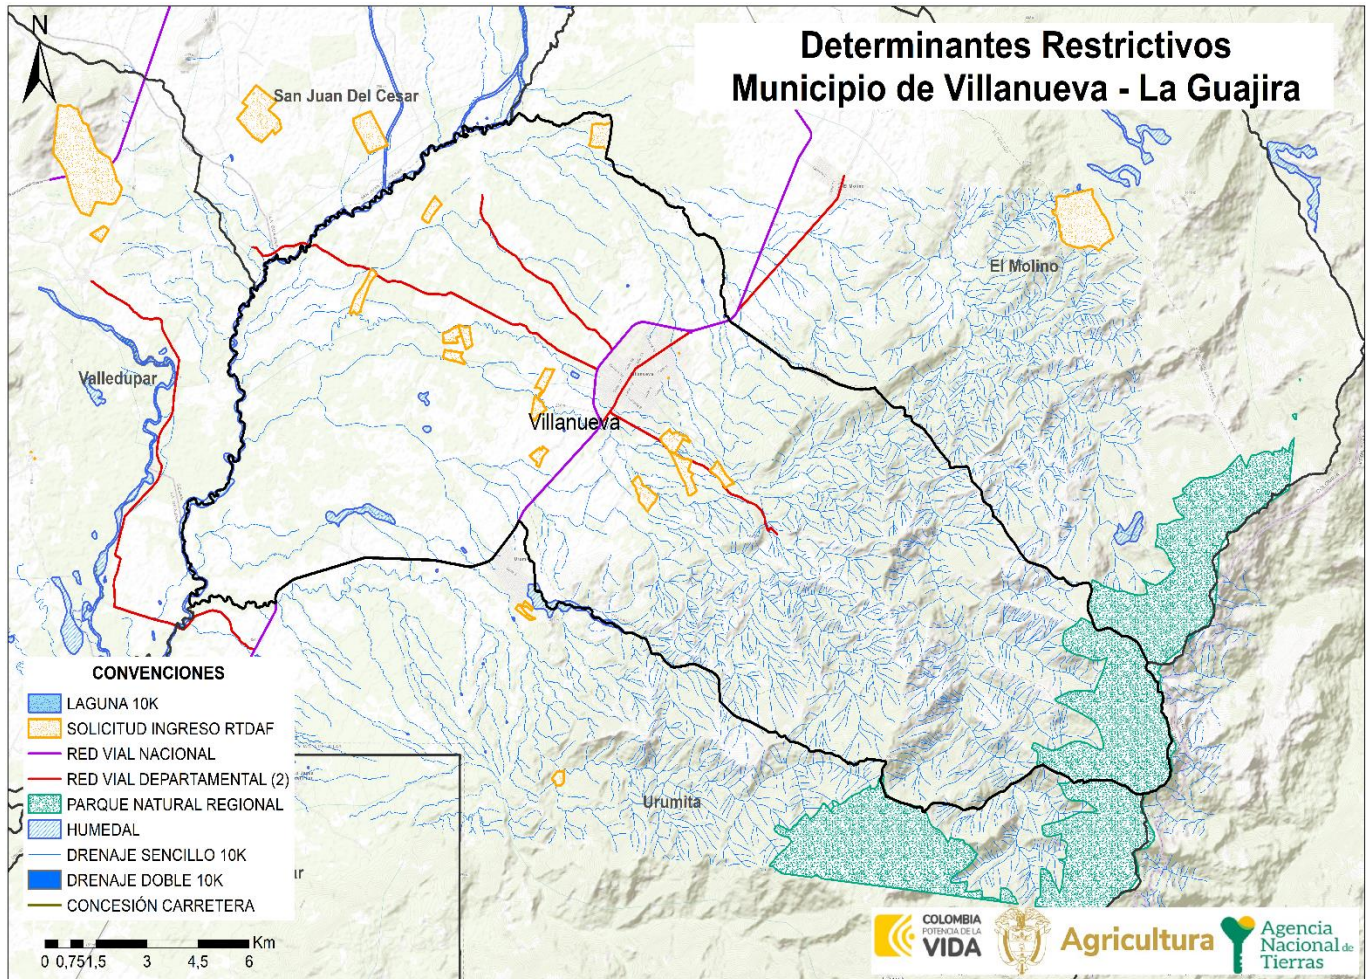 Determinantes Restrictivos
Municipio de Villanueva - La Guajira
N
San Juan Del Cesar
El Molino
Valledupar
Villanueva
Urumita
CONVENCIONES
LAGUNA 10K
SOLICITUD INGRESO RTDAF
RED VIAL NACIONAL
RED VIAL DEPARTAMENTAL (2)
PARQUE NATURAL REGIONAL
HUMEDAL
DRENAJE SENCILLO 10K
DRENAJE DOBLE 10K
CONCESIÓN CARRETERA
Km
0 0,751,5 3 4,5 6
COLOMBIA
POTENCIA DE LA
VIDA
Agricultura
Agencia
Nacional de
Tierras